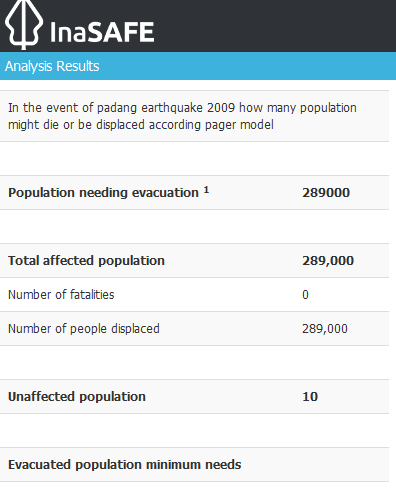 InaSAFE
Analysis Results
In the event of padang earthquake 2009 how many population
might die or be displaced according pager model
Population needing evacuation 1 289000
Total affected population 289,000
Number of fatalities 0
Number of people displaced 289,000
Unaffected population 10
Evacuated population minimum needs